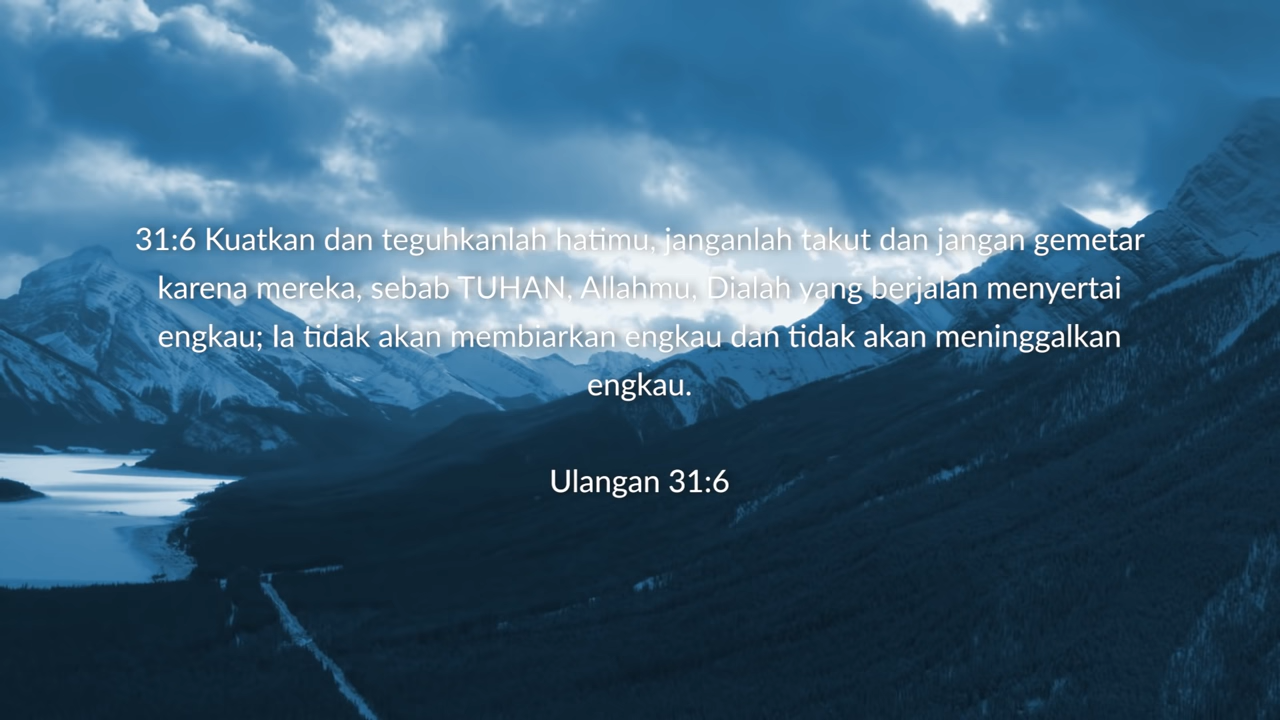 31:6 Kuatkan dan teguhkanlah hatimu, janganlah takut dan jangan gemetar
karena mereka, sebab TUHAN, Allahmu, Dialah yang berjalan menyertai
engkau; Ia tidak akan membiarkan engkau dan tidak akan meninggalkan
engkau.
Ulangan 31:6